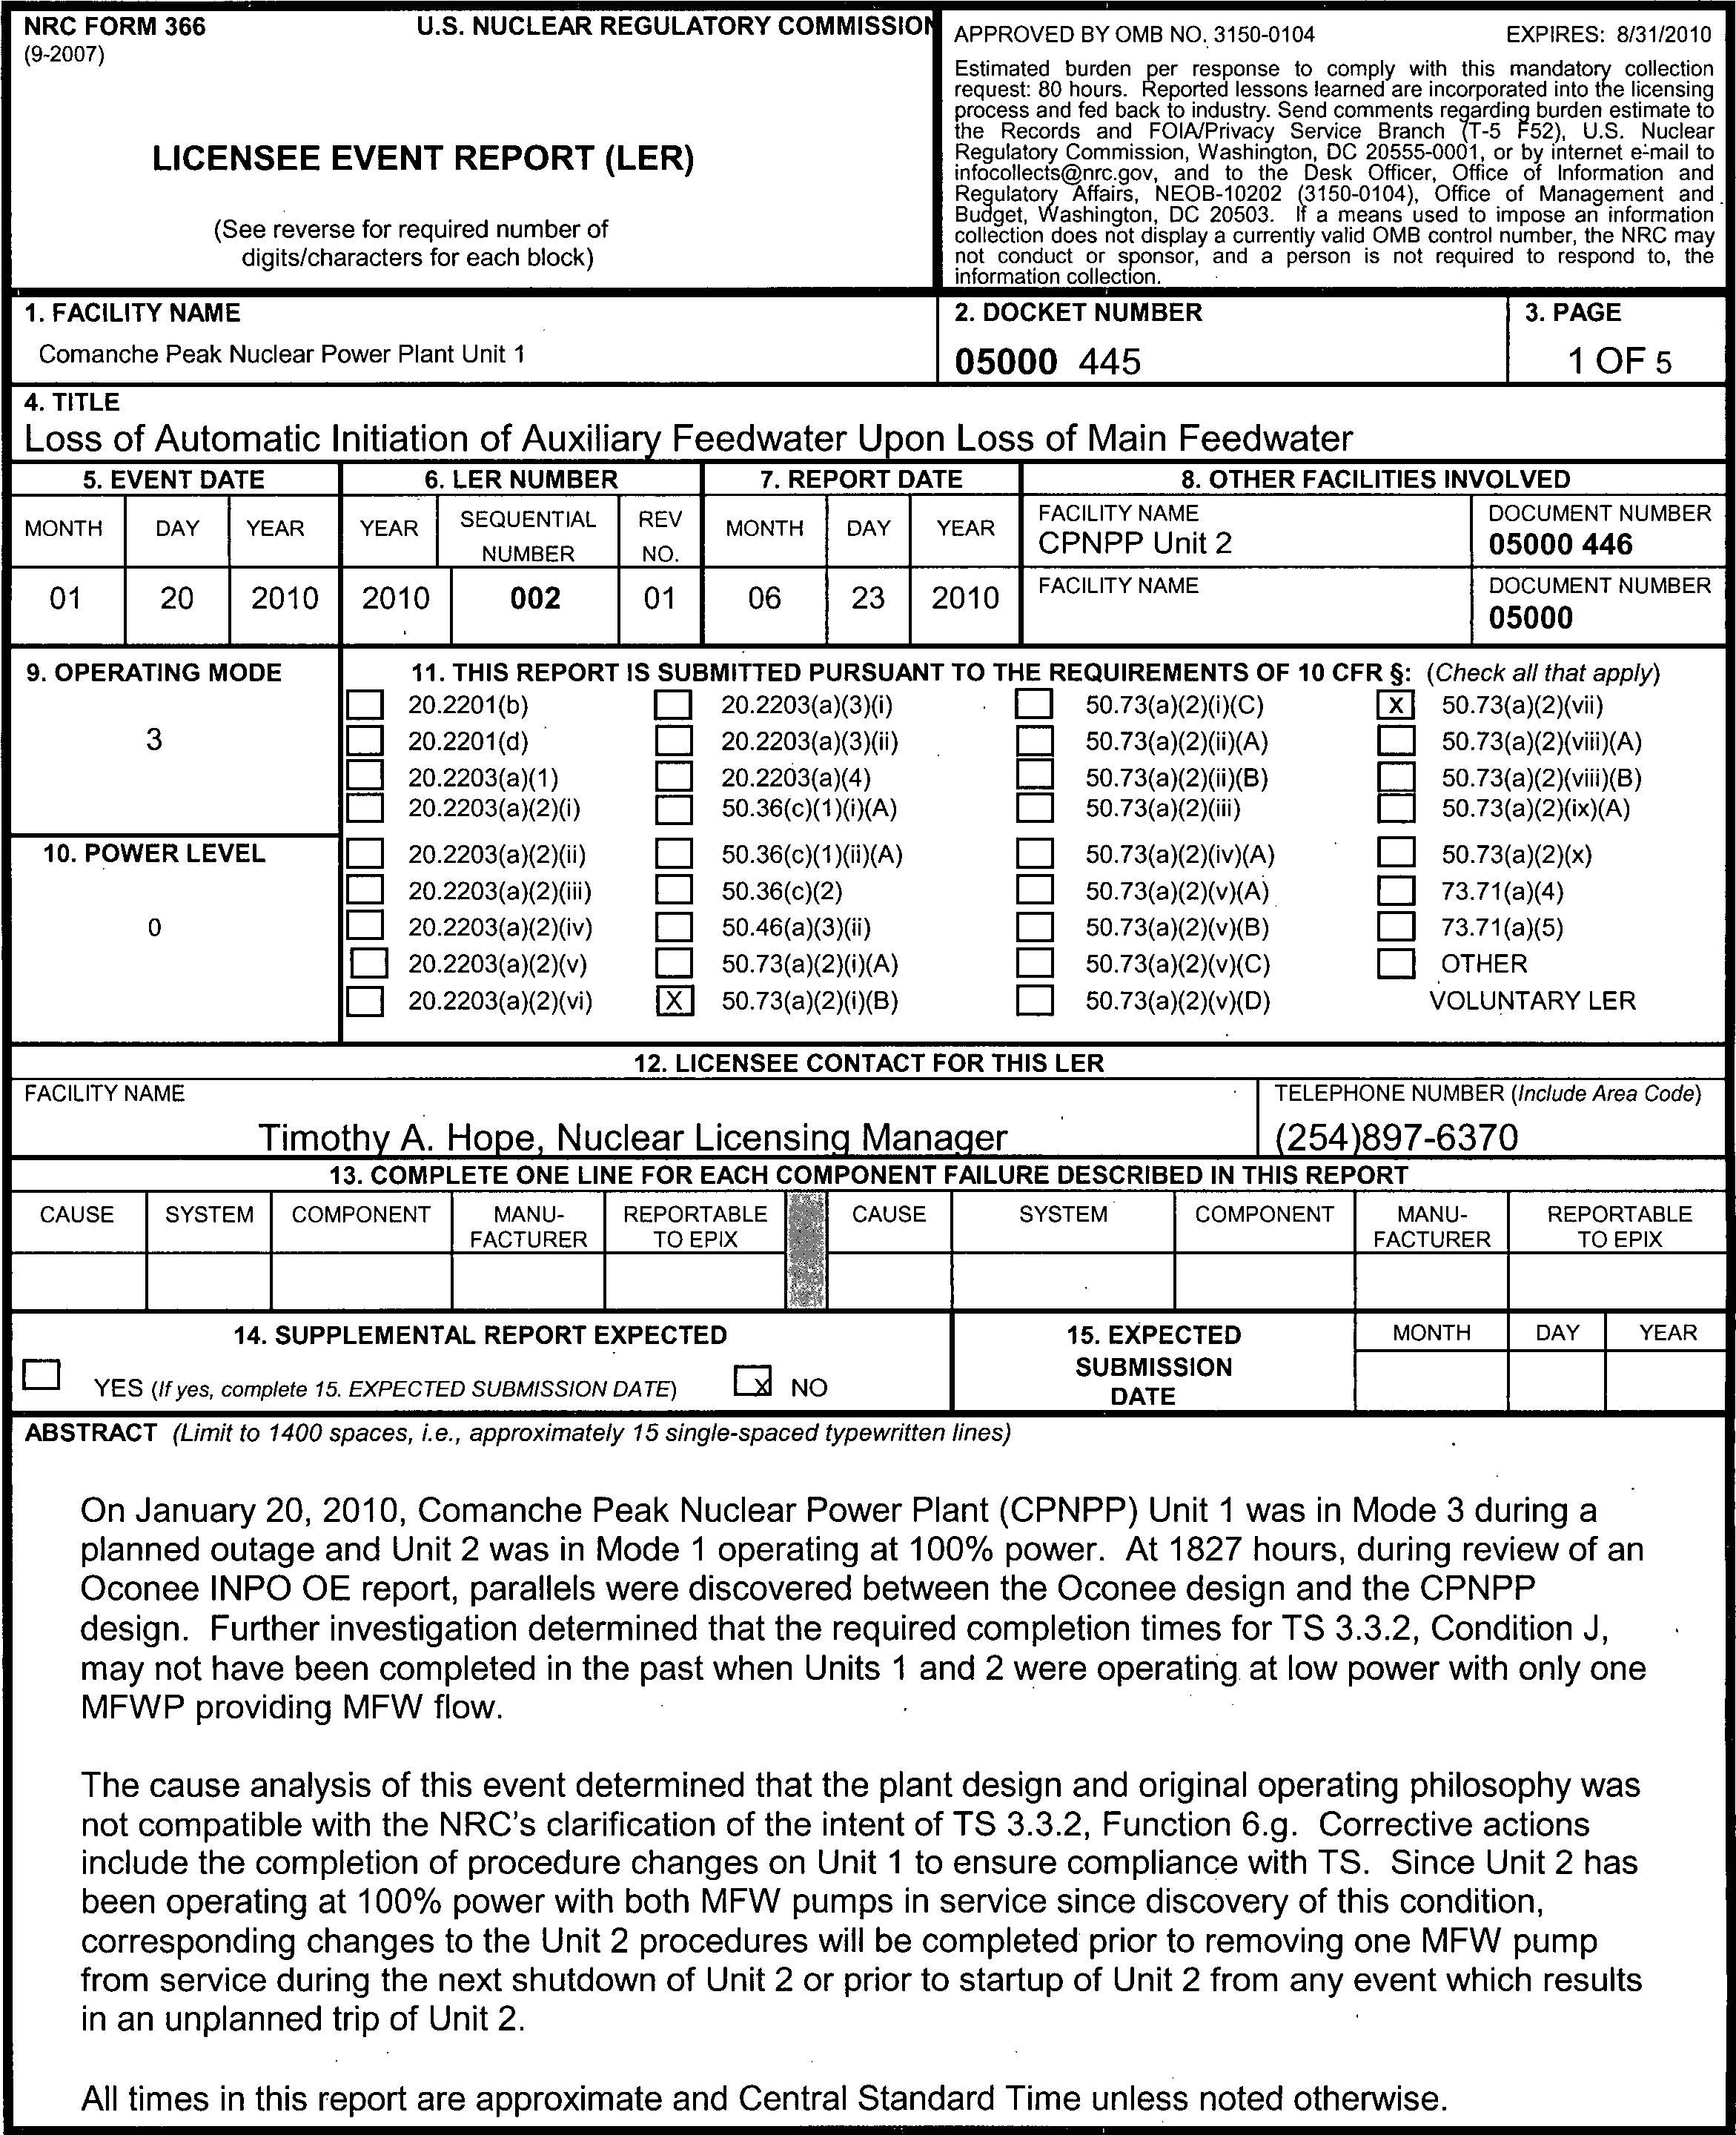 NRC FORM 366 U.S. NUCLEAR REGULATORY COMMISSION
(9-2007)
LICENSEE EVENT REPORT (LER)
(See reverse for required number of
digits/characters for each block)
APPROVED BY OMB NO. 3150-0104 EXPIRES: 8/31/2010
Estimated burden per response to comply with this mandatory collection
request: 80 hours. Reported lessons learned are incorporated into the licensing
process and fed back to industry. Send comments regarding burden estimate to
the Records and FOIA/Privacy Service Branch (T-5 F52), U.S. Nuclear
Regulatory Commission, Washington, DC 20555-0001, or by internet e-mail to
infocollects@nrc.gov, and to the Desk Officer, Office of Information and
Regulatory Affairs, NEOB-10202 (3150-0104), Office of Management and
Budget, Washington, DC 20503. If a means used to impose an information
collection does not display a currently valid OMB control number, the NRC may
not conduct or sponsor, and a person is not required to respond to, the
information collection.
1. FACILITY NAME 2. DOCKET NUMBER 3. PAGE
Comanche Peak Nuclear Power Plant Unit 1 05000 445 1 OF 5
4. TITLE
Loss of Automatic Initiation of Auxiliary Feedwater Upon Loss of Main Feedwater
5. EVENT DATE 6. LER NUMBER 7. REPORT DATE 8. OTHER FACILITIES INVOLVED
MONTH DAY YEAR YEAR SEQUENTIAL NUMBER REV NO. MONTH DAY YEAR FACILITY NAME DOCUMENT NUMBER
CPNPP Unit 2 05000 446
01 20 2010 2010 002 01 06 23 2010 FACILITY NAME DOCUMENT NUMBER
05000
9. OPERATING MODE 11. THIS REPORT IS SUBMITTED PURSUANT TO THE REQUIREMENTS OF 10 CFR §: (Check all that apply)
3
20.2201(b) 20.2203(a)(3)(i) 50.73(a)(2)(i)(C) X 50.73(a)(2)(vii)
20.2201(d) 20.2203(a)(3)(ii) 50.73(a)(2)(ii)(A) 50.73(a)(2)(viii)(A)
20.2203(a)(1) 20.2203(a)(4) 50.73(a)(2)(ii)(B) 50.73(a)(2)(viii)(B)
20.2203(a)(2)(i) 50.36(c)(1)(i)(A) 50.73(a)(2)(iii) 50.73(a)(2)(ix)(A)
10. POWER LEVEL 20.2203(a)(2)(ii) 50.36(c)(1)(ii)(A) 50.73(a)(2)(iv)(A) 50.73(a)(2)(x)
20.2203(a)(2)(iii) 50.36(c)(2) 50.73(a)(2)(v)(A) 73.71(a)(4)
0 20.2203(a)(2)(iv) 50.46(a)(3)(ii) 50.73(a)(2)(v)(B) 73.71(a)(5)
20.2203(a)(2)(v) 50.73(a)(2)(i)(A) 50.73(a)(2)(v)(C) OTHER
20.2203(a)(2)(vi) X 50.73(a)(2)(i)(B) 50.73(a)(2)(v)(D) VOLUNTARY LER
12. LICENSEE CONTACT FOR THIS LER
FACILITY NAME TELEPHONE NUMBER (Include Area Code)
Timothy A. Hope, Nuclear Licensing Manager (254)897-6370
13. COMPLETE ONE LINE FOR EACH COMPONENT FAILURE DESCRIBED IN THIS REPORT
CAUSE SYSTEM COMPONENT MANU- REPORTABLE CAUSE SYSTEM COMPONENT MANU- REPORTABLE
FACTURER TO EPIX FACTURER TO EPIX
14. SUPPLEMENTAL REPORT EXPECTED 15. EXPECTED MONTH DAY YEAR
SUBMISSION
YES (If yes, complete 15. EXPECTED SUBMISSION DATE) X NO DATE
ABSTRACT (Limit to 1400 spaces, i.e., approximately 15 single-spaced typewritten lines)
On January 20, 2010, Comanche Peak Nuclear Power Plant (CPNPP) Unit 1 was in Mode 3 during a
planned outage and Unit 2 was in Mode 1 operating at 100% power. At 1827 hours, during review of an
Oconee INPO OE report, parallels were discovered between the Oconee design and the CPNPP
design. Further investigation determined that the required completion times for TS 3.3.2, Condition J,
may not have been completed in the past when Units 1 and 2 were operating at low power with only one
MFWP providing MFW flow.
The cause analysis of this event determined that the plant design and original operating philosophy was
not compatible with the NRC's clarification of the intent of TS 3.3.2, Function 6.g. Corrective actions
include the completion of procedure changes on Unit 1 to ensure compliance with TS. Since Unit 2 has
been operating at 100% power with both MFW pumps in service since discovery of this condition,
corresponding changes to the Unit 2 procedures will be completed prior to removing one MFW pump
from service during the next shutdown of Unit 2 or prior to startup of Unit 2 from any event which results
in an unplanned trip of Unit 2.
All times in this report are approximate and Central Standard Time unless noted otherwise.